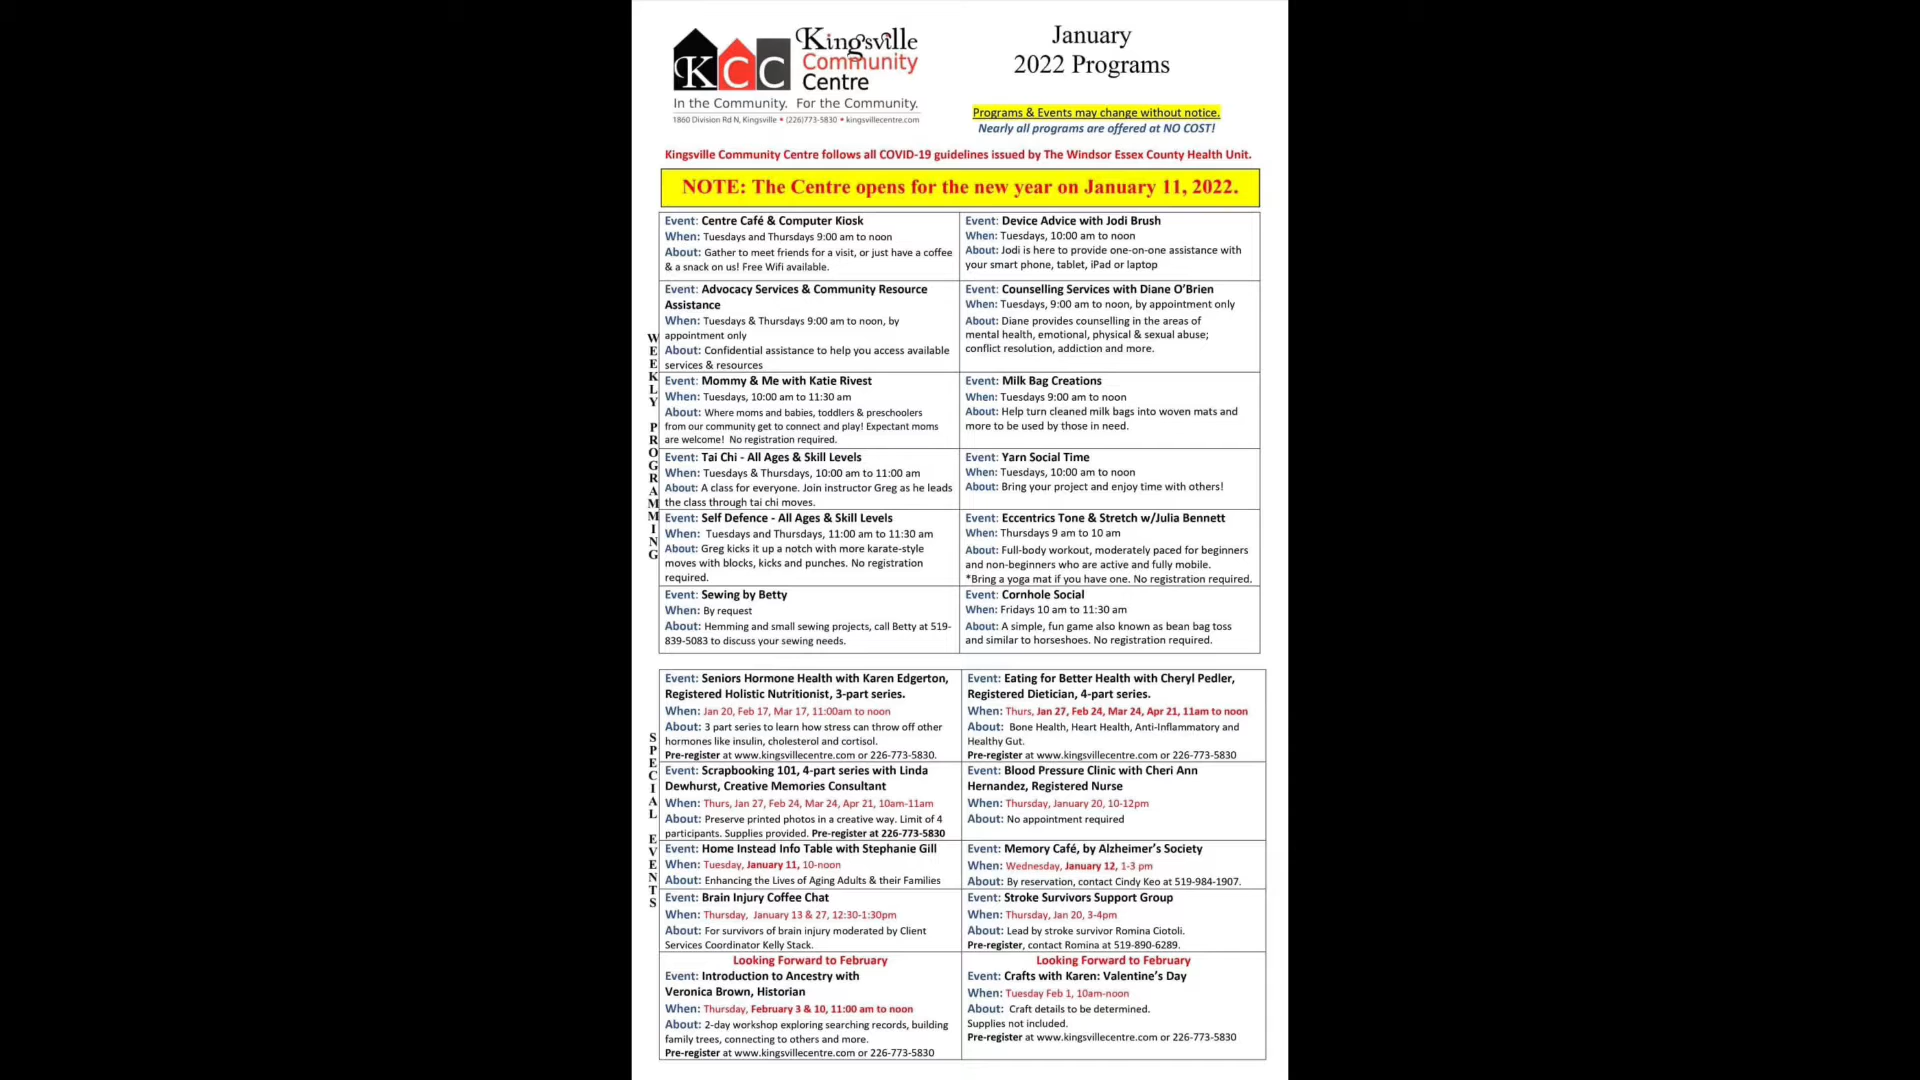 KCC
Kingsville
Community
Centre
In the Community. For the Community.
1860 Division Rd N, Kingsville • (226)773-5830 • kingsvillecentre.com
January
2022 Programs
Programs & Events may change without notice.
Nearly all programs are offered at NO COST!
Kingsville Community Centre follows all COVID-19 guidelines issued by The Windsor Essex County Health Unit.
NOTE: The Centre opens for the new year on January 11, 2022.
WEEKLY PROGRAMMING
Event: Centre Café & Computer Kiosk
When: Tuesdays and Thursdays 9:00 am to noon
About: Gather to meet friends for a visit, or just have a coffee
& a snack on us! Free Wifi available.
Event: Device Advice with Jodi Brush
When: Tuesdays, 10:00 am to noon
About: Jodi is here to provide one-on-one assistance with
your smart phone, tablet, iPad or laptop
Event: Advocacy Services & Community Resource
Assistance
When: Tuesdays & Thursdays 9:00 am to noon, by
appointment only
About: Confidential assistance to help you access available
services & resources
Event: Counselling Services with Diane O'Brien
When: Tuesdays, 9:00 am to noon, by appointment only
About: Diane provides counselling in the areas of
mental health, emotional, physical & sexual abuse;
conflict resolution, addiction and more.
Event: Mommy & Me with Katie Rivest
When: Tuesdays, 10:00 am to 11:30 am
About: Where moms and babies, toddlers & preschoolers
from our community get to connect and play! Expectant moms
are welcome! No registration required.
Event: Milk Bag Creations
When: Tuesdays 9:00 am to noon
About: Help turn cleaned milk bags into woven mats and
more to be used by those in need.
Event: Tai Chi - All Ages & Skill Levels
When: Tuesdays & Thursdays, 10:00 am to 11:00 am
About: A class for everyone. Join instructor Greg as he leads
the class through tai chi moves.
Event: Yarn Social Time
When: Tuesdays, 10:00 am to noon
About: Bring your project and enjoy time with others!
Event: Self Defence - All Ages & Skill Levels
When: Tuesdays and Thursdays, 11:00 am to 11:30 am
About: Greg kicks it up a notch with more karate-style
moves with blocks, kicks and punches. No registration
required.
Event: Eccentrics Tone & Stretch w/Julia Bennett
When: Thursdays 9 am to 10 am
About: Full-body workout, moderately paced for beginners
and non-beginners who are active and fully mobile.
*Bring a yoga mat if you have one. No registration required.
Event: Sewing by Betty
When: By request
About: Hemming and small sewing projects, call Betty at 519-
839-5083 to discuss your sewing needs.
Event: Cornhole Social
When: Fridays 10 am to 11:30 am
About: A simple, fun game also known as bean bag toss
and similar to horseshoes. No registration required.
SPECIAL EVENTS
Event: Seniors Hormone Health with Karen Edgerton,
Registered Holistic Nutritionist, 3-part series.
When: Jan 20, Feb 17, Mar 17, 11:00am to noon
About: 3 part series to learn how stress can throw off other
hormones like insulin, cholesterol and cortisol.
Pre-register at www.kingsvillecentre.com or 226-773-5830.
Event: Eating for Better Health with Cheryl Pedler,
Registered Dietician, 4-part series.
When: Thurs, Jan 27, Feb 24, Mar 24, Apr 21, 11am to noon
About: Bone Health, Heart Health, Anti-Inflammatory and
Healthy Gut.
Pre-register at www.kingsvillecentre.com or 226-773-5830
Event: Scrapbooking 101, 4-part series with Linda
Dewhurst, Creative Memories Consultant
When: Thurs, Jan 27, Feb 24, Mar 24, Apr 21, 10am-11am
About: Preserve printed photos in a creative way. Limit of 4
participants. Supplies provided. Pre-register at 226-773-5830
Event: Blood Pressure Clinic with Cheri Ann
Hernandez, Registered Nurse
When: Thursday, January 20, 10-12pm
About: No appointment required
Event: Home Instead Info Table with Stephanie Gill
When: Tuesday, January 11, 10-noon
About: Enhancing the Lives of Aging Adults & their Families
Event: Memory Café, by Alzheimer's Society
When: Wednesday, January 12, 1-3 pm
About: By reservation, contact Cindy Keo at 519-984-1907.
Event: Brain Injury Coffee Chat
When: Thursday, January 13 & 27, 12:30-1:30pm
About: For survivors of brain injury moderated by Client
Services Coordinator Kelly Stack.
Event: Stroke Survivors Support Group
When: Thursday, Jan 20, 3-4pm
About: Lead by stroke survivor Romina Ciotoli.
Pre-register, contact Romina at 519-890-6289.
Looking Forward to February
Event: Introduction to Ancestry with
Veronica Brown, Historian
When: Thursday, February 3 & 10, 11:00 am to noon
About: 2-day workshop exploring searching records, building
family trees, connecting to others and more.
Pre-register at www.kingsvillecentre.com or 226-773-5830
Looking Forward to February
Event: Crafts with Karen: Valentine's Day
When: Tuesday Feb 1, 10am-noon
About: Craft details to be determined.
Supplies not included.
Pre-register at www.kingsvillecentre.com or 226-773-5830